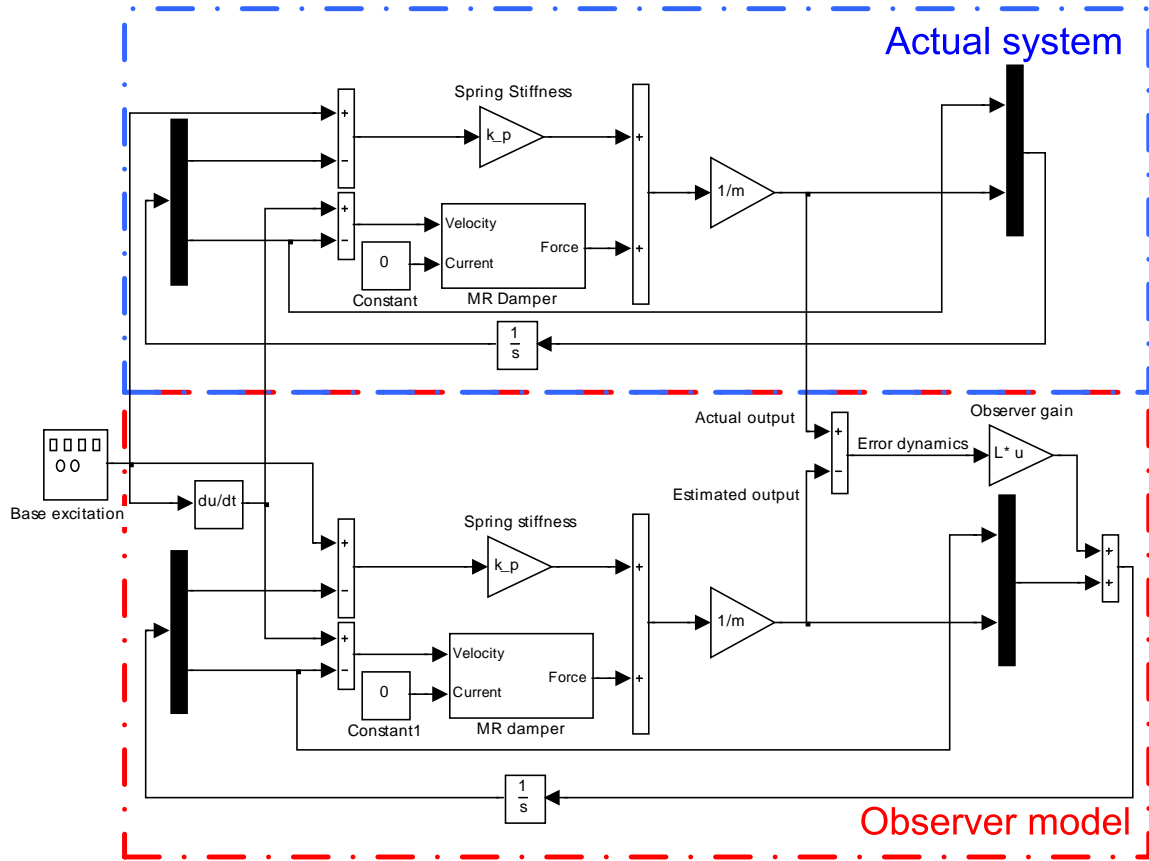 Actual system
Spring Stiffness
+
k_p
+
−
1/m
+
Velocity
−
Force
+
0
Current
Constant
MR Damper
1
s
Observer gain
Actual output
+
Error dynamics
L* u
−
Estimated output
Base excitation
du/dt
Spring stiffness
+
k_p
+
+
−
+
1/m
+
Velocity
−
Force
+
0
Current
Constant1
MR damper
1
s
Observer model